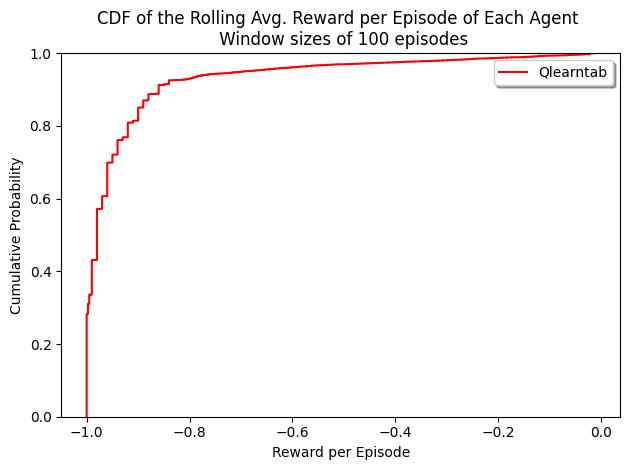 CDF of the Rolling Avg. Reward per Episode of Each Agent
Window sizes of 100 episodes
Qlearntab
Cumulative Probability
1.0
0.8
0.6
0.4
0.2
0.0
−1.0 −0.8 −0.6 −0.4 −0.2 0.0
Reward per Episode